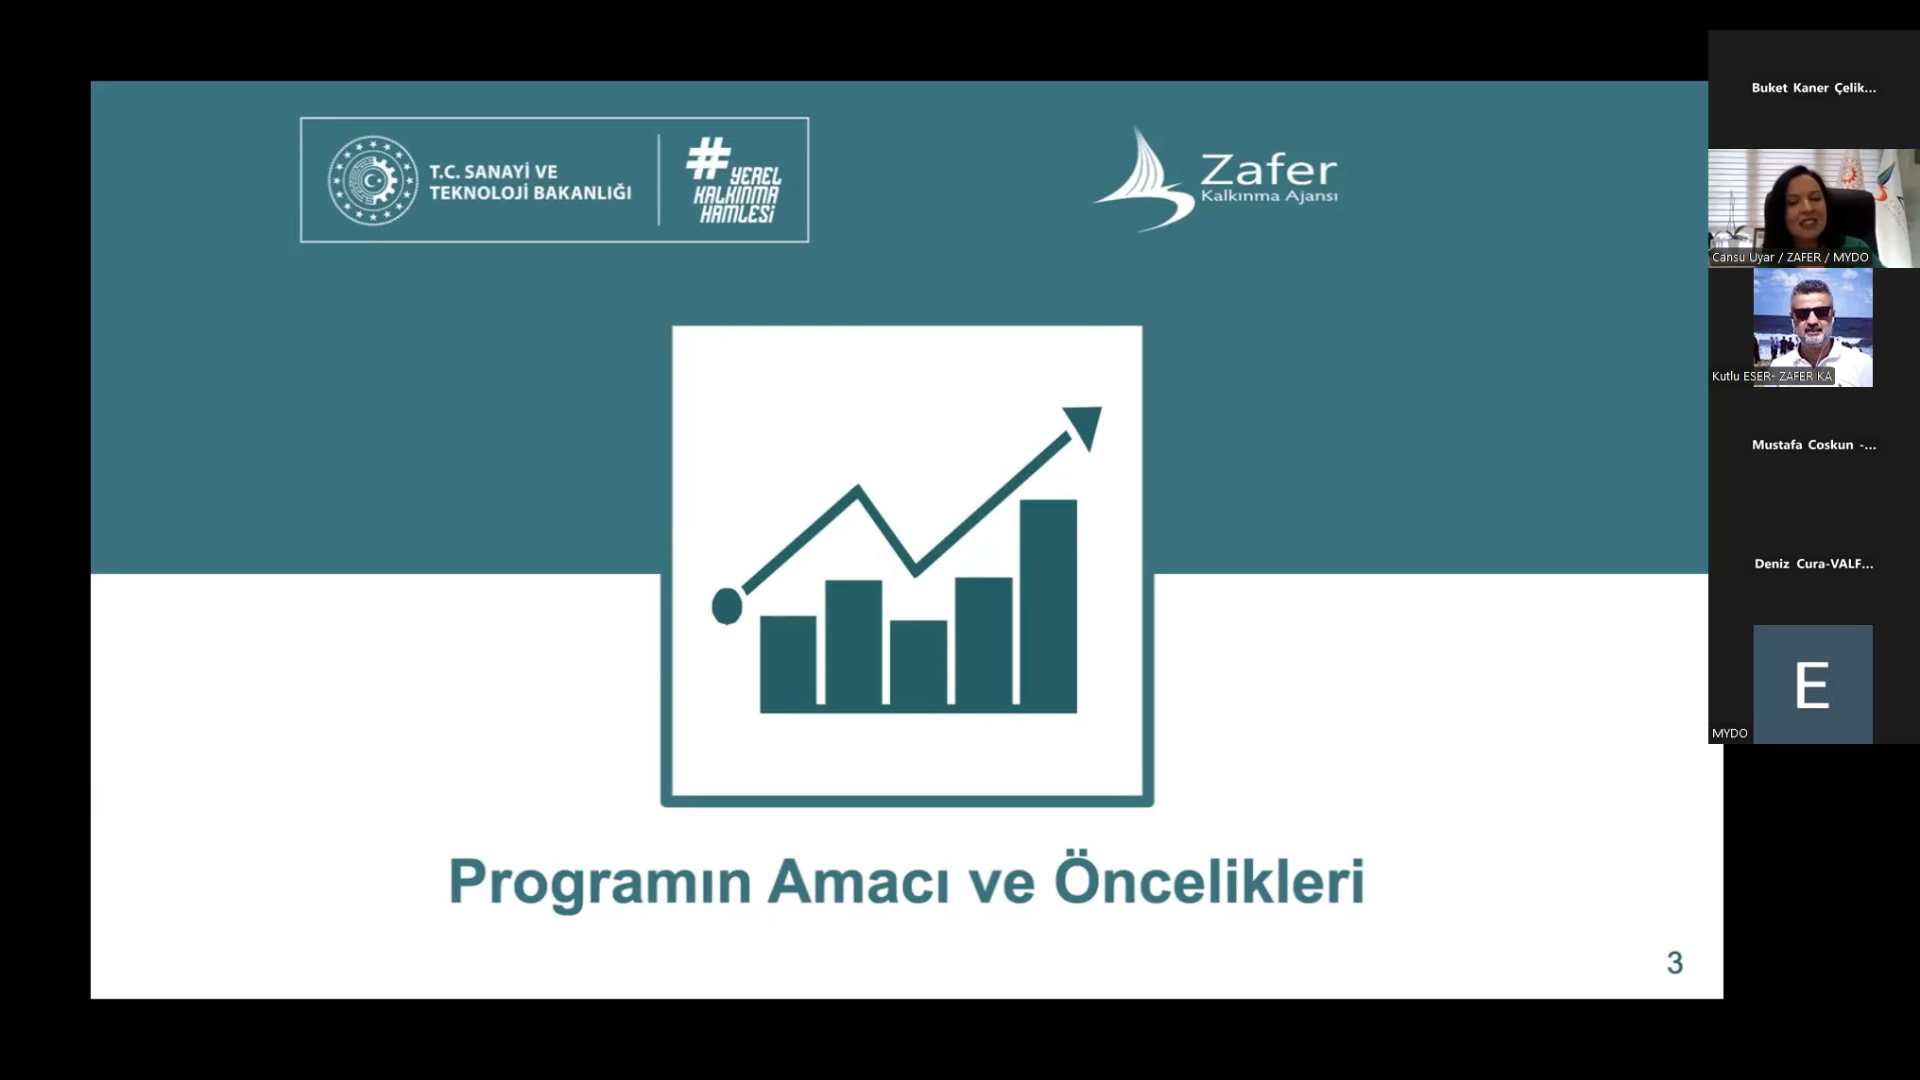 T.C. SANAYİ VE
TEKNOLOJİ BAKANLIĞI
#YEREL
KALKINMA
HAMLESİ
Zafer
Kalkınma Ajansı
Programın Amacı ve Öncelikleri
3
Buket Kaner Çelik...
Cansu Uyar / ZAFER / MYDO
Kutlu ESER- ZAFER KA
Mustafa Coskun -...
Deniz Cura-VALF...
E
MYDO